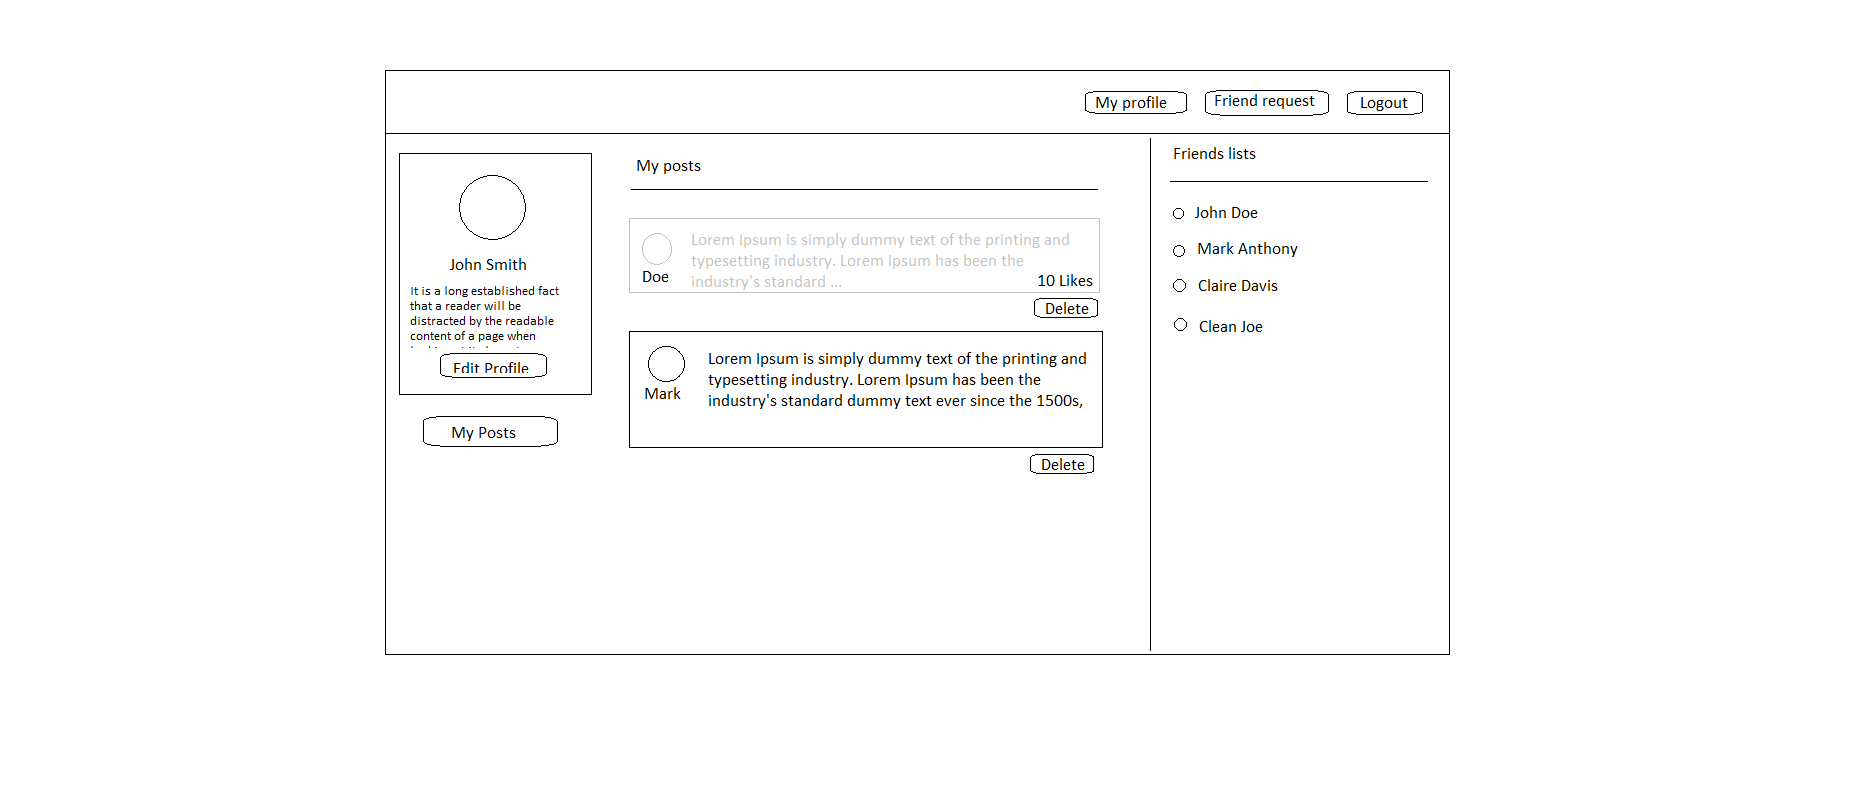 My profile
Friend request
Logout
John Smith
It is a long established fact
that a reader will be
distracted by the readable
content of a page when
Edit Profile
My Posts
My posts
Lorem Ipsum is simply dummy text of the printing and
typesetting industry. Lorem Ipsum has been the
industry's standard ...
Doe
10 Likes
Delete
Lorem Ipsum is simply dummy text of the printing and
typesetting industry. Lorem Ipsum has been the
industry's standard dummy text ever since the 1500s,
Mark
Delete
Friends lists
John Doe
Mark Anthony
Claire Davis
Clean Joe